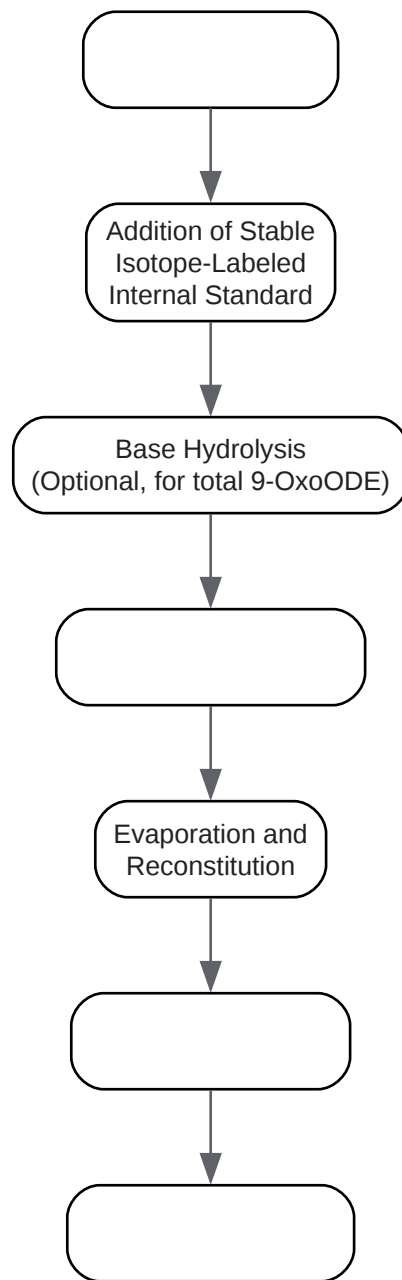 Addition of Stable
Isotope-Labeled
Internal Standard
Base Hydrolysis
(Optional, for total 9-OxoODE)
Evaporation and
Reconstitution